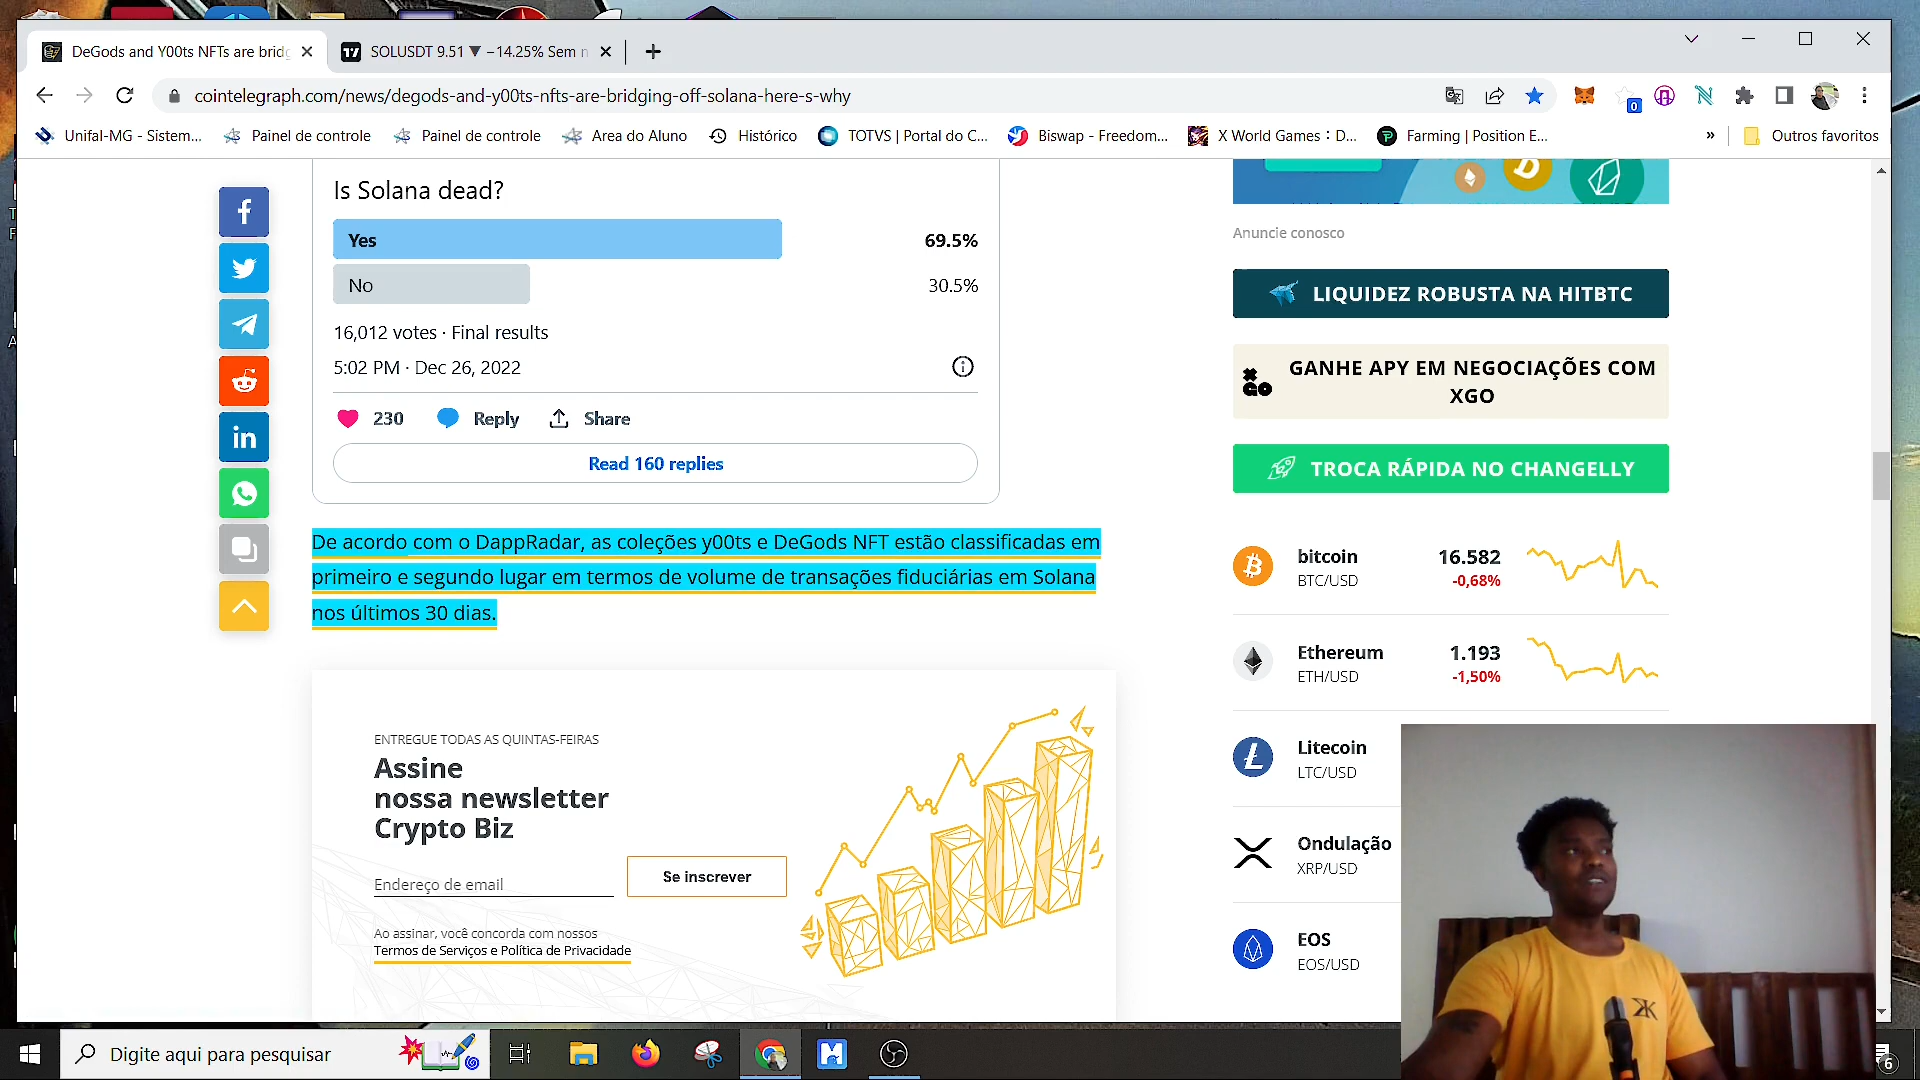 DeGods and Y00ts NFTs are bridg
SOLUSDT 9.51 ▼ −14.25% Sem n
cointelegraph.com/news/degods-and-y00ts-nfts-are-bridging-off-solana-here-s-why
0
Unifal-MG - Sistem...
Painel de controle
Painel de controle
Area do Aluno
Histórico
TOTVS | Portal do C...
Biswap - Freedom...
X World Games : D...
Farming | Position E...
»
Outros favoritos
Is Solana dead?
Yes 69.5%
No 30.5%
16,012 votes · Final results
5:02 PM · Dec 26, 2022
230 Reply Share
Read 160 replies
De acordo com o DappRadar, as coleções y00ts e DeGods NFT estão classificadas em
primeiro e segundo lugar em termos de volume de transações fiduciárias em Solana
nos últimos 30 dias.
ENTREGUE TODAS AS QUINTAS-FEIRAS
Assine
nossa newsletter
Crypto Biz
Endereço de email
Se inscrever
Ao assinar, você concorda com nossos
Termos de Serviços e Política de Privacidade
Anuncie conosco
LIQUIDEZ ROBUSTA NA HITBTC
GANHE APY EM NEGOCIAÇÕES COM
XGO
TROCA RÁPIDA NO CHANGELLY
bitcoin 16.582
BTC/USD -0,68%
Ethereum 1.193
ETH/USD -1,50%
Litecoin
LTC/USD
Ondulação
XRP/USD
EOS
EOS/USD
Digite aqui para pesquisar
6